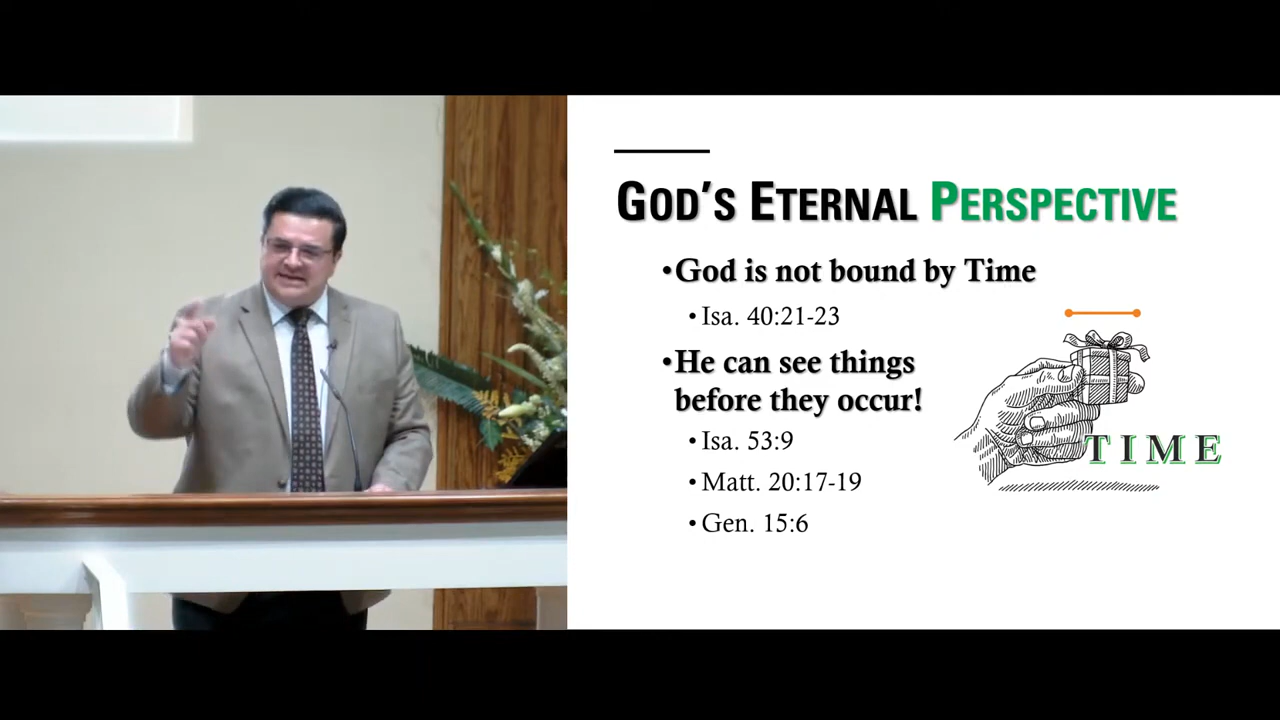 GOD'S ETERNAL PERSPECTIVE
•God is not bound by Time
•Isa. 40:21-23
•He can see things
before they occur!
•Isa. 53:9
•Matt. 20:17-19
•Gen. 15:6
TIME